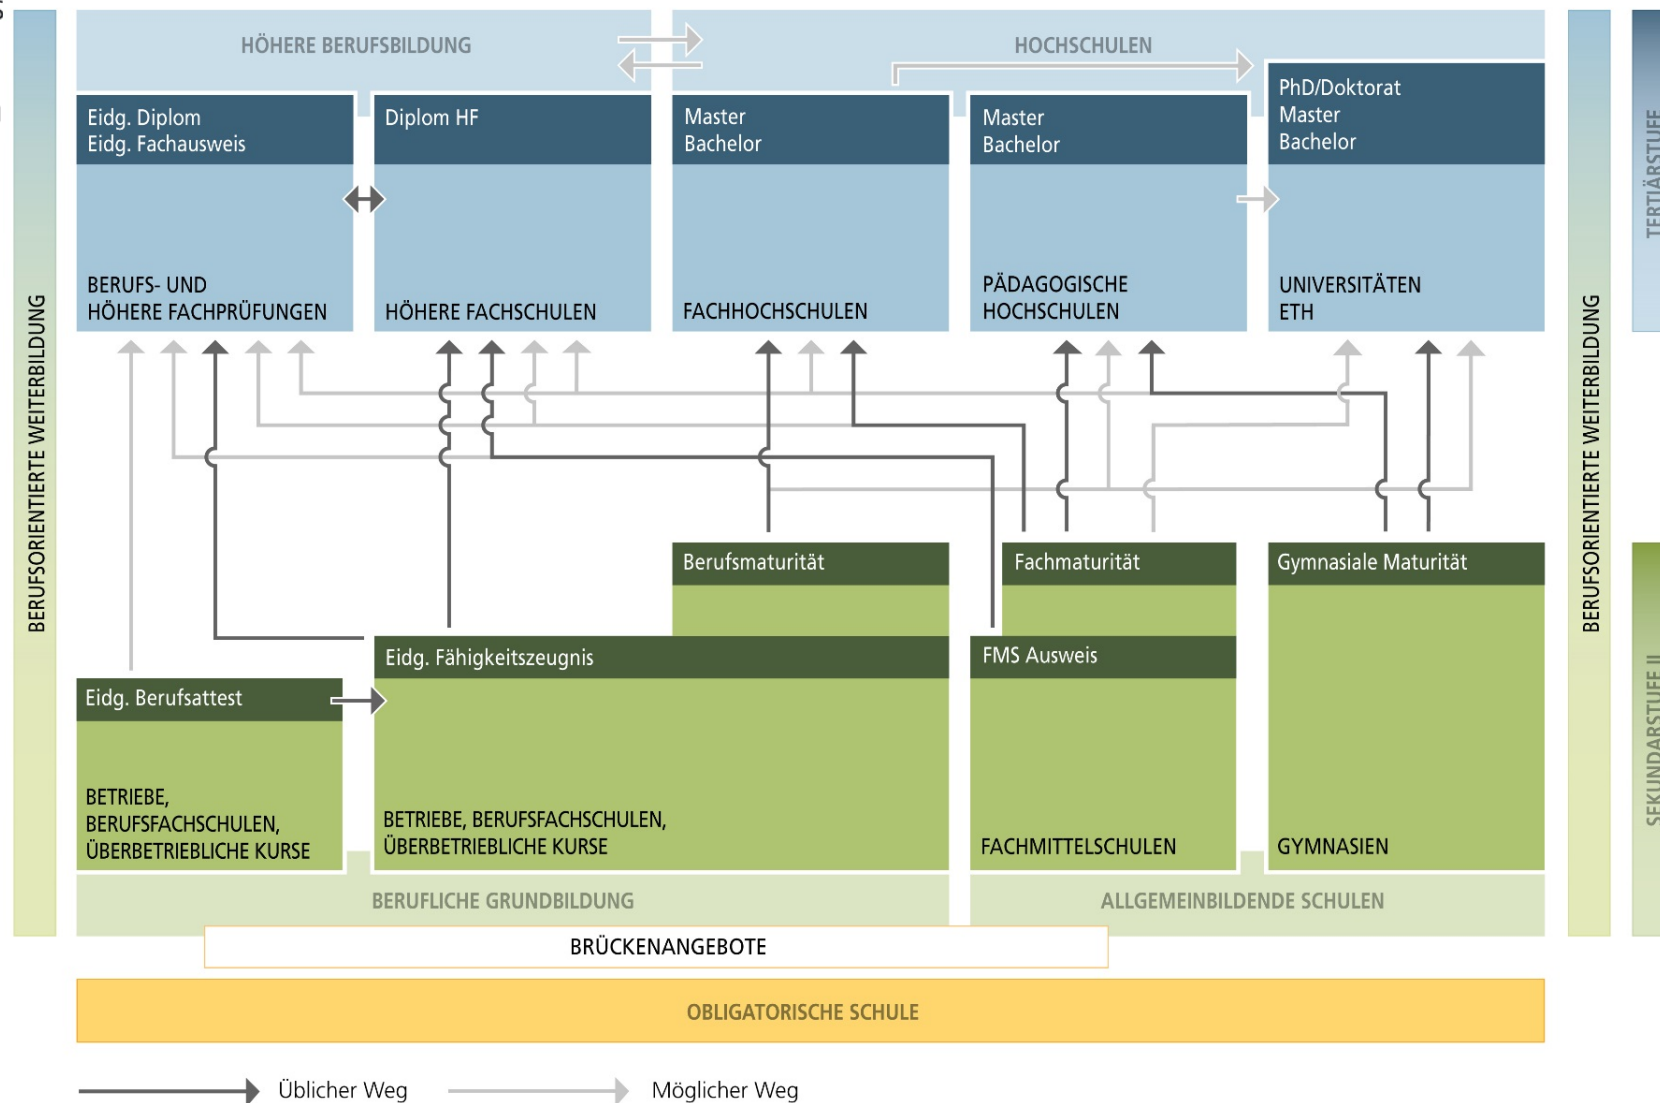 HÖHERE BERUFSBILDUNG
HOCHSCHULEN
Eidg. Diplom
Eidg. Fachausweis
BERUFS- UND
HÖHERE FACHPRÜFUNGEN
Diplom HF
HÖHERE FACHSCHULEN
Master
Bachelor
FACHHOCHSCHULEN
Master
Bachelor
PÄDAGOGISCHE
HOCHSCHULEN
PhD/Doktorat
Master
Bachelor
UNIVERSITÄTEN
ETH
BERUFSORIENTIERTE WEITERBILDUNG
BERUFSORIENTIERTE WEITERBILDUNG
TERTIÄRSTUFE
SEKUNDARSTUFE II
Berufsmaturität
Fachmaturität
Gymnasiale Maturität
Eidg. Fähigkeitszeugnis
FMS Ausweis
Eidg. Berufsattest
BETRIEBE,
BERUFSFACHSCHULEN,
ÜBERBETRIEBLICHE KURSE
BETRIEBE, BERUFSFACHSCHULEN,
ÜBERBETRIEBLICHE KURSE
FACHMITTELSCHULEN
GYMNASIEN
BERUFLICHE GRUNDBILDUNG
ALLGEMEINBILDENDE SCHULEN
BRÜCKENANGEBOTE
OBLIGATORISCHE SCHULE
Üblicher Weg
Möglicher Weg